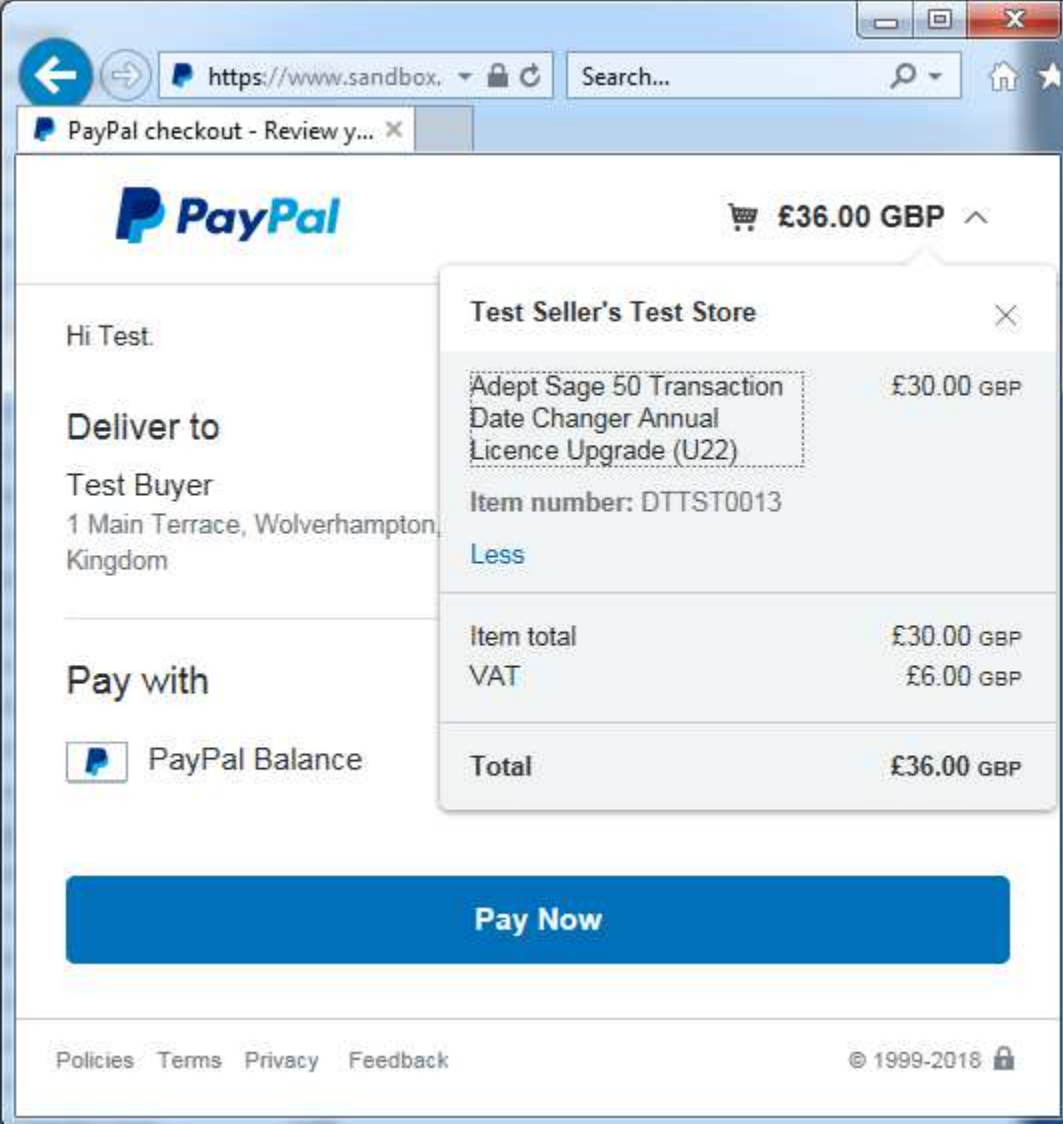 https://www.sandbox.
Search...
PayPal checkout - Review y...
PayPal
£36.00 GBP
Hi Test.
Deliver to
Test Buyer
1 Main Terrace, Wolverhampton,
Kingdom
Pay with
PayPal Balance
Test Seller's Test Store
Adept Sage 50 Transaction £30.00 GBP
Date Changer Annual
Licence Upgrade (U22)
Item number: DTTST0013
Less
Item total £30.00 GBP
VAT £6.00 GBP
Total £36.00 GBP
Pay Now
Policies Terms Privacy Feedback © 1999-2018